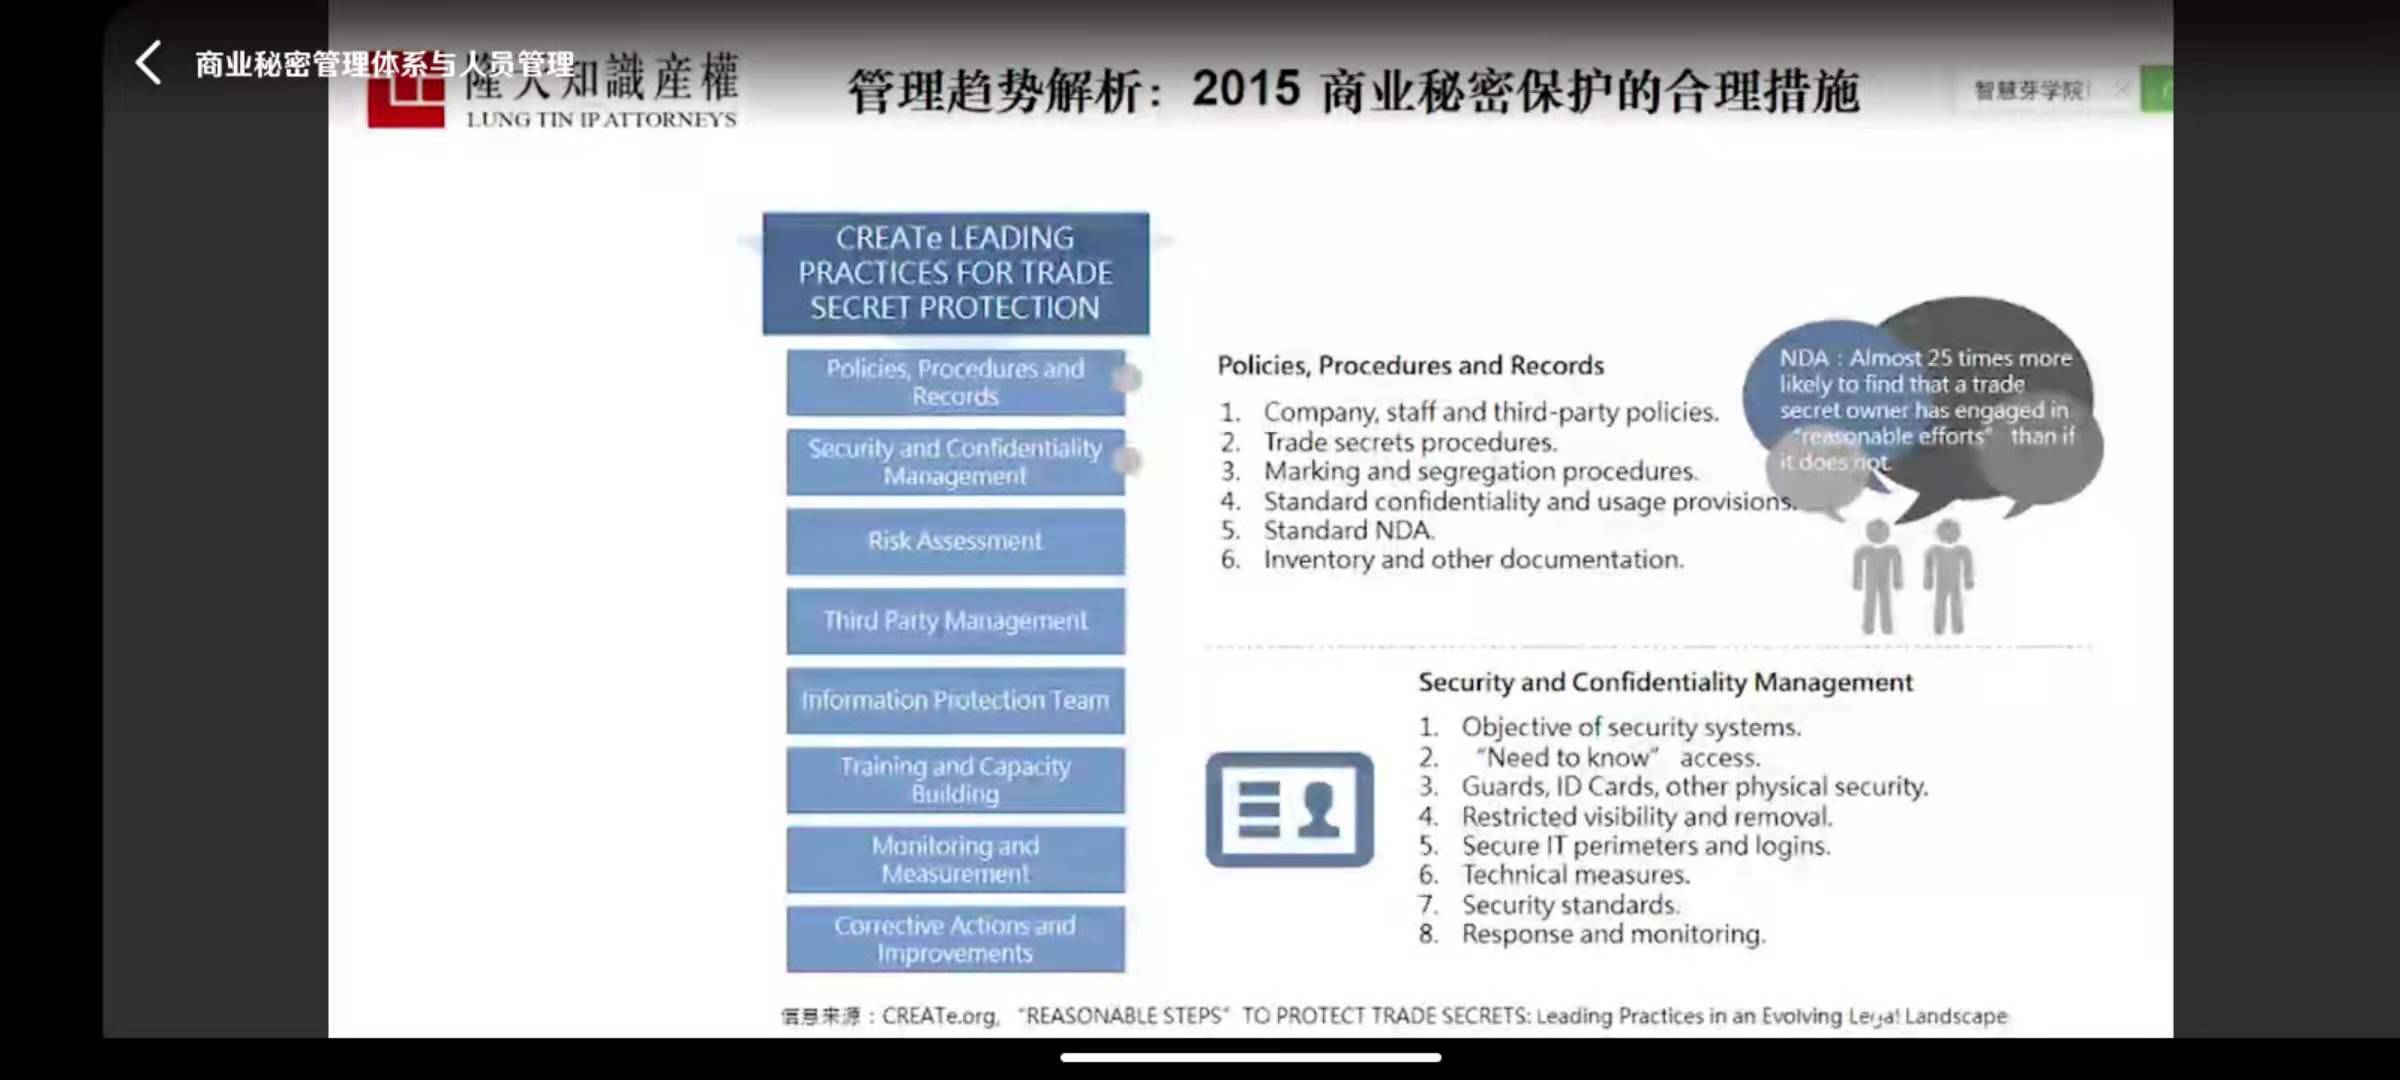 商业秘密管理体系与人员管理
隆天知識産權
LUNG TIN IP ATTORNEYS
管理趋势解析：2015 商业秘密保护的合理措施
智慧芽学院
CREATe LEADING
PRACTICES FOR TRADE
SECRET PROTECTION
Policies, Procedures and
Records
Security and Confidentiality
Management
Risk Assessment
Third Party Management
Information Protection Team
Training and Capacity
Building
Monitoring and
Measurement
Corrective Actions and
Improvements
Policies, Procedures and Records
1. Company, staff and third-party policies.
2. Trade secrets procedures.
3. Marking and segregation procedures.
4. Standard confidentiality and usage provisions.
5. Standard NDA.
6. Inventory and other documentation.
NDA：Almost 25 times more
likely to find that a trade
secret owner has engaged in
“reasonable efforts” than if
it does not.
Security and Confidentiality Management
1. Objective of security systems.
2. “Need to know” access.
3. Guards, ID Cards, other physical security.
4. Restricted visibility and removal.
5. Secure IT perimeters and logins.
6. Technical measures.
7. Security standards.
8. Response and monitoring.
信息来源：CREATe.org, “REASONABLE STEPS” TO PROTECT TRADE SECRETS: Leading Practices in an Evolving Legal Landscape